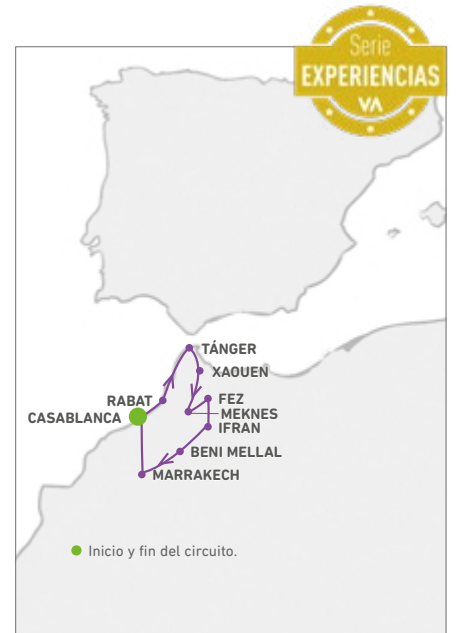 Serie
EXPERIENCIAS
VA
TÁNGER
XAOUEN
RABAT
FEZ
CASABLANCA
MEKNES
IFRAN
BENI MELLAL
MARRAKECH
Inicio y fin del circuito.